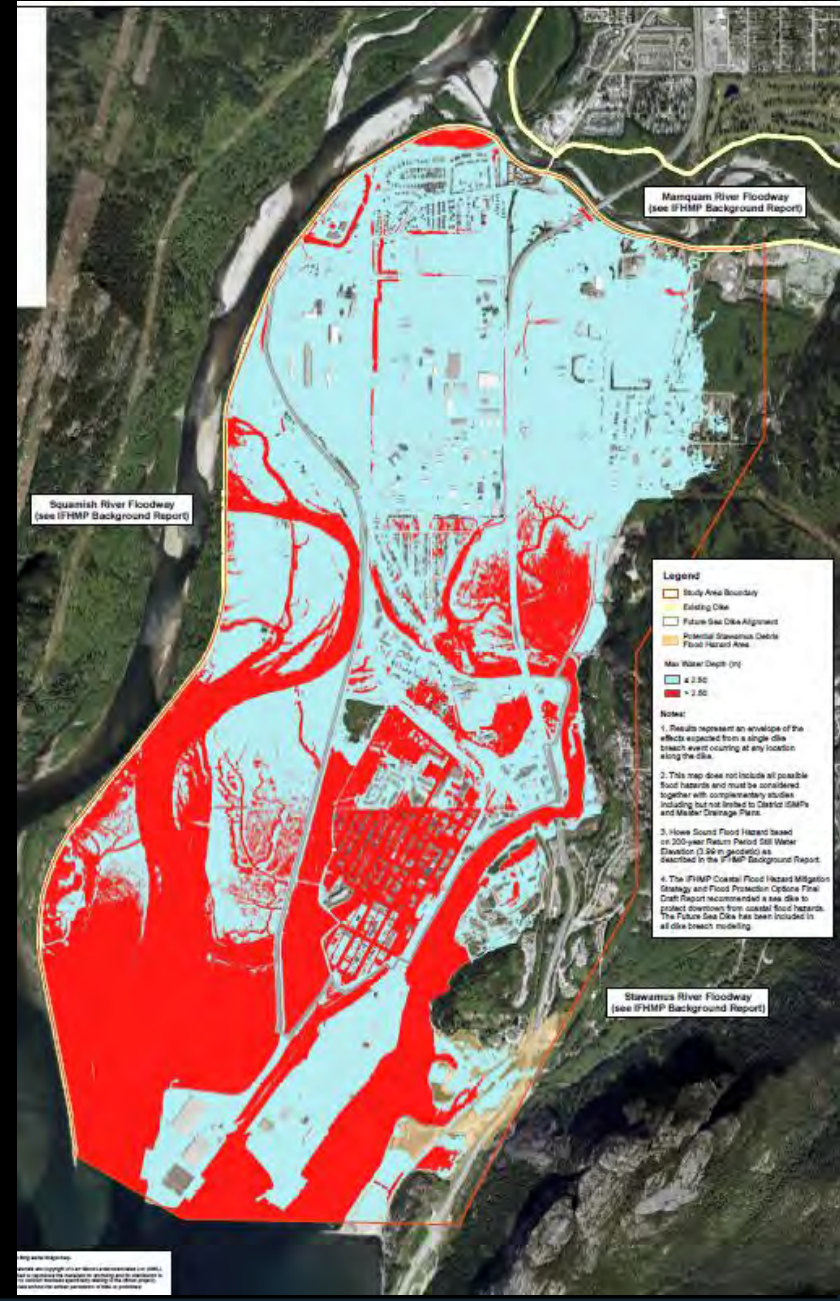 Mamquam River Floodway
(see IFHMP Background Report)
Squamish River Floodway
(see IFHMP Background Report)
Legend
Study Area Boundary
Existing Dike
Future Sea Dike Alignment
Potential Stawamus Debris
Flood Hazard Area
Max Water Depth (m)
≤ 2.50
> 2.50
Notes:
1. Results represent an envelope of the
effects expected from a single dike
breach event occuring at any location
along the dike.
2. This map does not include all possible
flood hazards and must be considered
together with complementary studies
including but not limited to District ISMPs
and Master Drainage Plans.
3. Howe Sound Flood Hazard based
on 200-year Return Period Still Water
Elevation (3.99 m geodetic) as
described in the IFHMP Background Report.
4. The IFHMP Coastal Flood Hazard Mitigation
Strategy and Flood Protection Options Final
Draft Report recommended a sea dike to
protect downtown from coastal flood hazards.
The Future Sea Dike has been included in
all dike breach modelling.
Stawamus River Floodway
(see IFHMP Background Report)